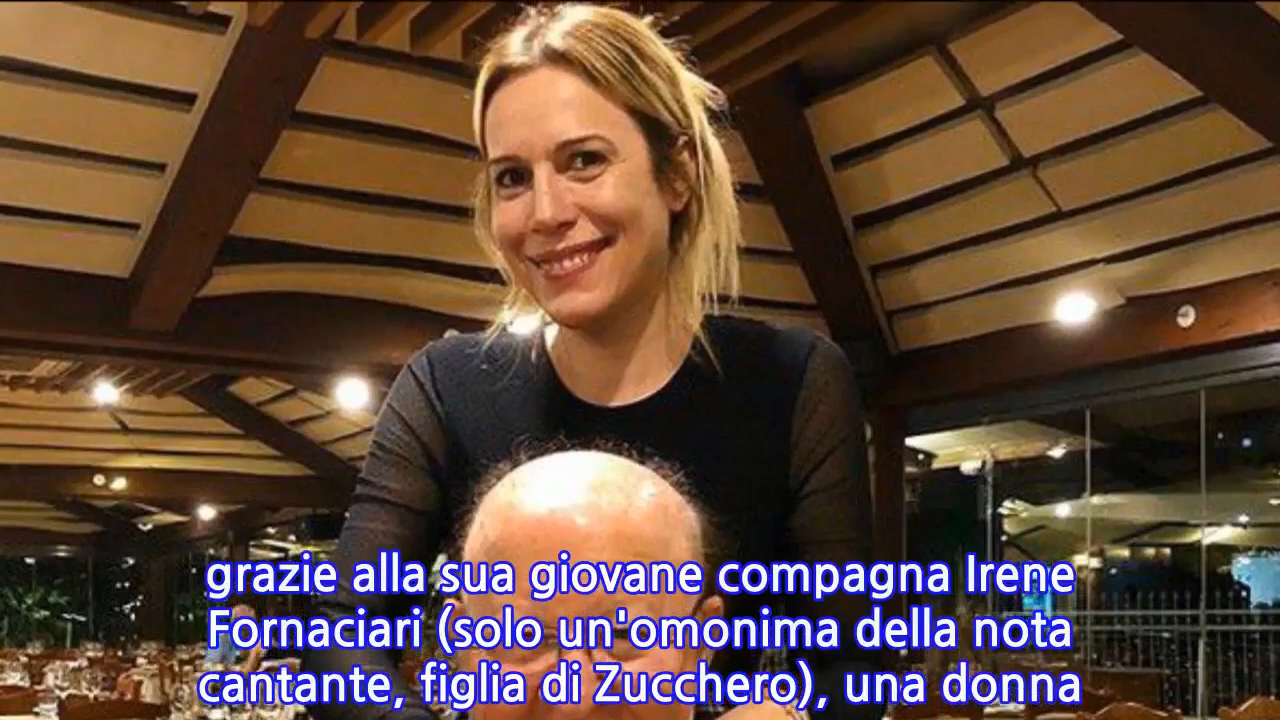 grazie alla sua giovane compagna Irene
Fornaciari (solo un'omonima della nota
cantante, figlia di Zucchero), una donna